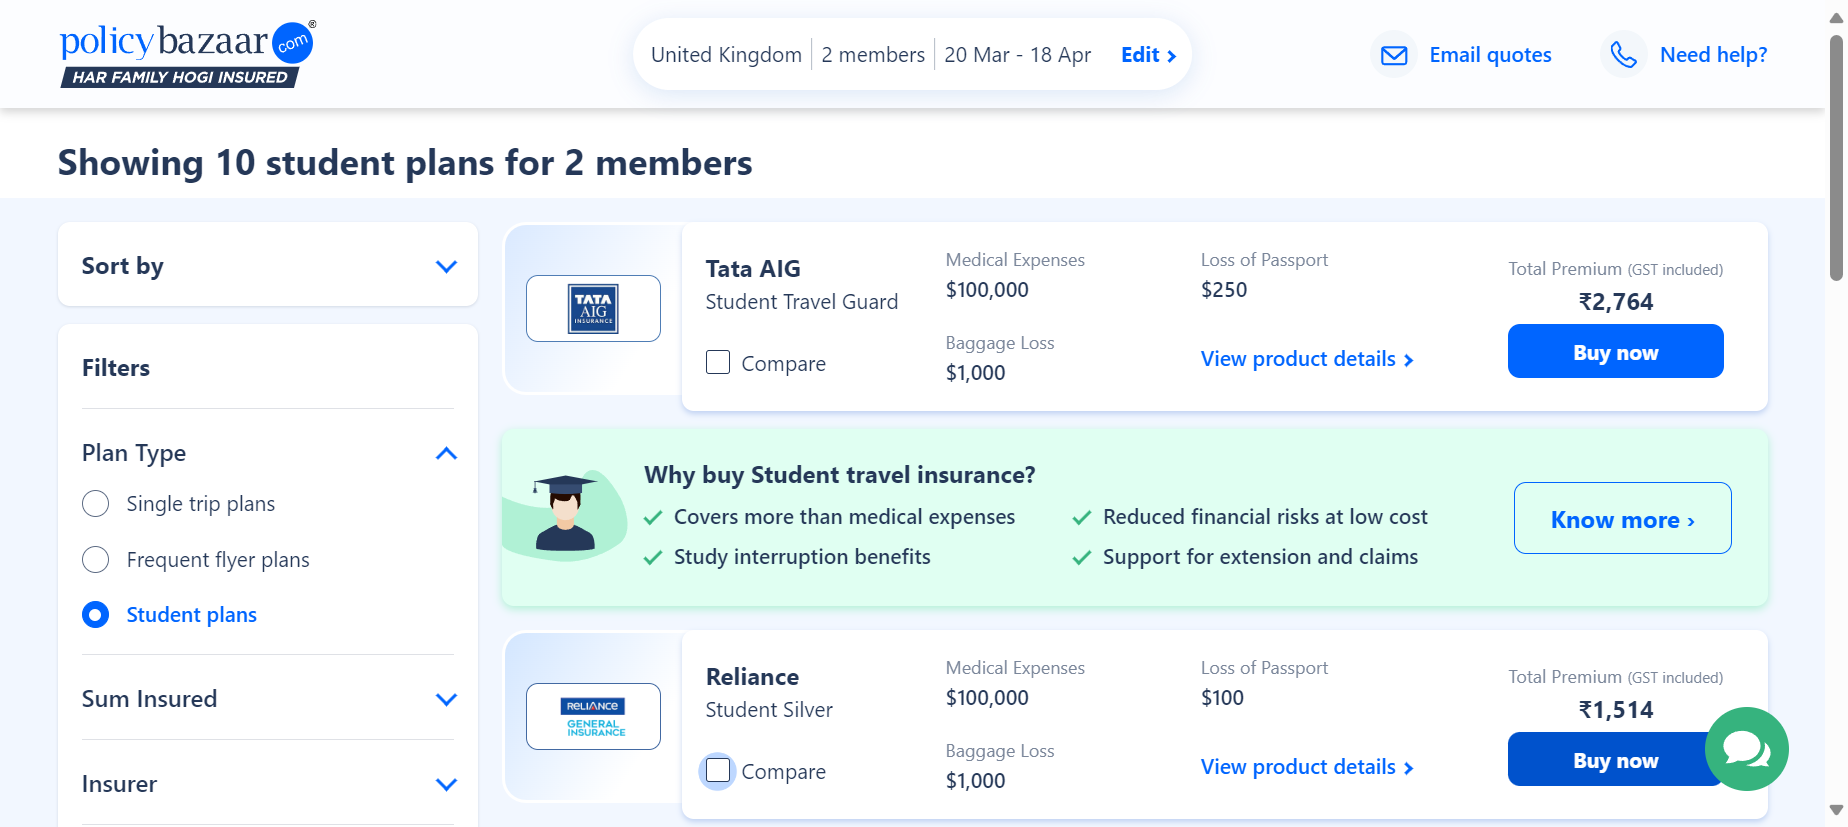 policybazaar com ®
HAR FAMILY HOGI INSURED
United Kingdom 2 members 20 Mar - 18 Apr Edit ›
Email quotes
Need help?
Showing 10 student plans for 2 members
Sort by
Filters
Plan Type
Single trip plans
Frequent flyer plans
Student plans
Sum Insured
Insurer
TATA
AIG
INSURANCE
Tata AIG
Student Travel Guard
Compare
Medical Expenses
$100,000
Baggage Loss
$1,000
Loss of Passport
$250
View product details ›
Total Premium (GST included)
₹2,764
Buy now
Why buy Student travel insurance?
Covers more than medical expenses
Reduced financial risks at low cost
Study interruption benefits
Support for extension and claims
Know more ›
RELIANCE
GENERAL
INSURANCE
Reliance
Student Silver
Compare
Medical Expenses
$100,000
Baggage Loss
$1,000
Loss of Passport
$100
View product details ›
Total Premium (GST included)
₹1,514
Buy now